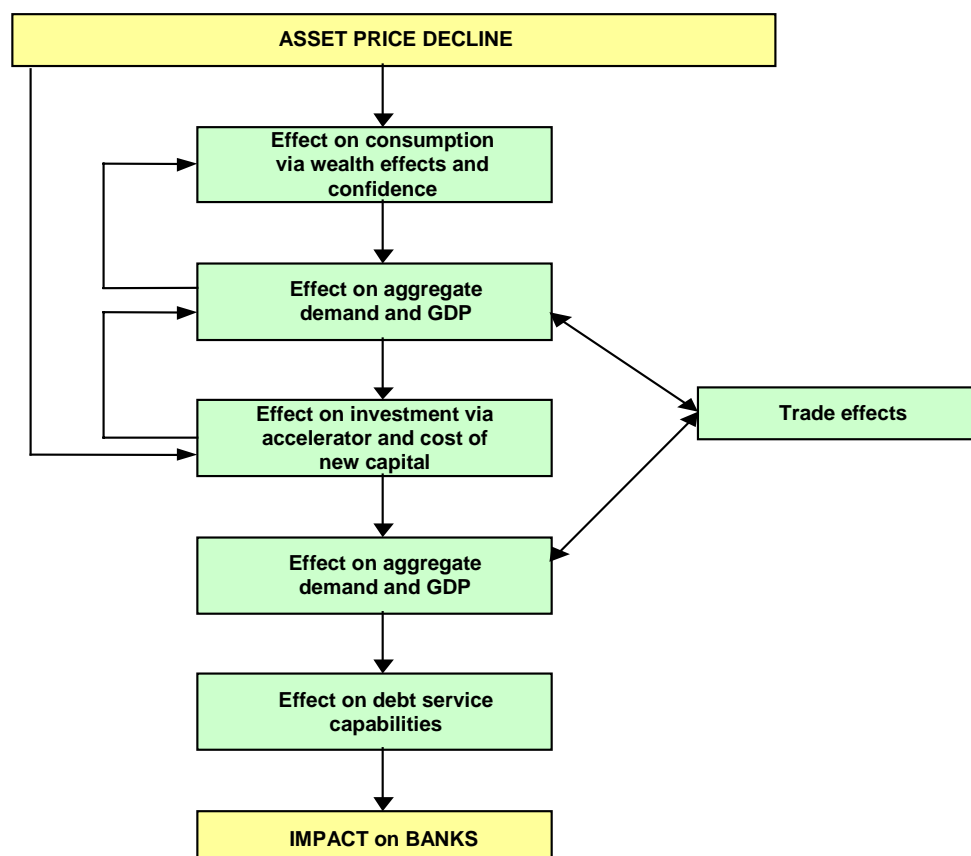 ASSET PRICE DECLINE
Effect on consumption
via wealth effects and
confidence
Effect on aggregate
demand and GDP
Effect on investment via
accelerator and cost of
new capital
Trade effects
Effect on aggregate
demand and GDP
Effect on debt service
capabilities
IMPACT on BANKS